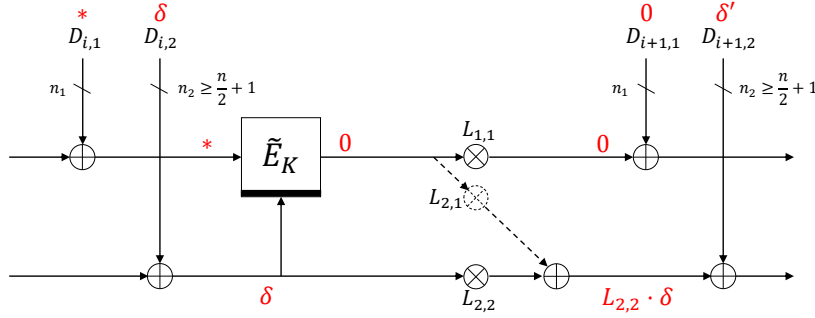 * δ 0 δ′
D_{i,1} D_{i,2} D_{i+1,1} D_{i+1,2}
n_1 n_2 ≥ n/2 + 1 n_1 n_2 ≥ n/2 + 1
* Ẽ_K 0 L_{1,1} 0
L_{2,1}
δ L_{2,2} L_{2,2} · δ